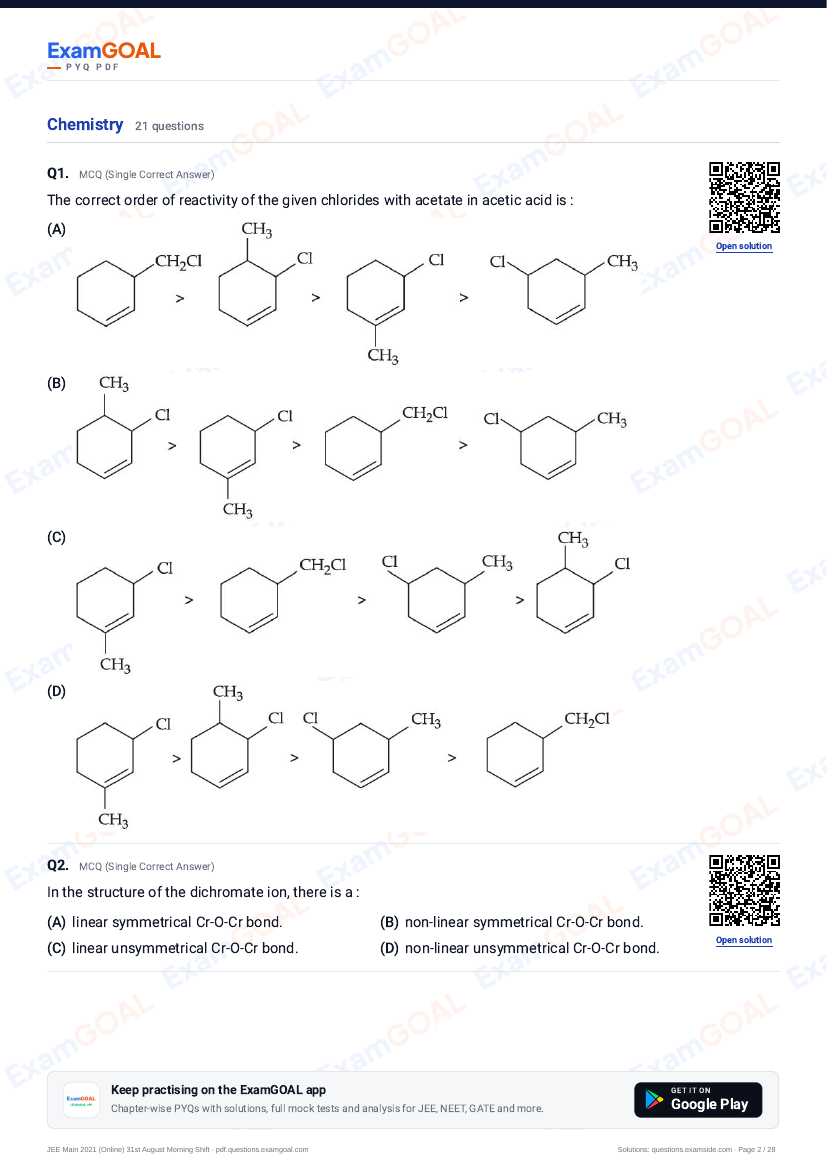 ExamGOAL
PYQ PDF
Chemistry 21 questions
Q1. MCQ (Single Correct Answer)
The correct order of reactivity of the given chlorides with acetate in acetic acid is :
Open solution
(A)
CH₂Cl > CH₃ Cl > Cl CH₃ > Cl CH₃
(B)
CH₃ Cl > Cl CH₃ > CH₂Cl > Cl CH₃
(C)
Cl CH₃ > CH₂Cl > Cl CH₃ > CH₃ Cl
(D)
Cl CH₃ > CH₃ Cl > Cl CH₃ > CH₂Cl
Q2. MCQ (Single Correct Answer)
In the structure of the dichromate ion, there is a :
(A) linear symmetrical Cr-O-Cr bond. (B) non-linear symmetrical Cr-O-Cr bond.
(C) linear unsymmetrical Cr-O-Cr bond. (D) non-linear unsymmetrical Cr-O-Cr bond.
Open solution
Keep practising on the ExamGOAL app
Chapter-wise PYQs with solutions, full mock tests and analysis for JEE, NEET, GATE and more.
GET IT ON
Google Play
JEE Main 2021 (Online) 31st August Morning Shift · pdf.questions.examgoal.com Solutions: questions.examside.com · Page 2 / 28